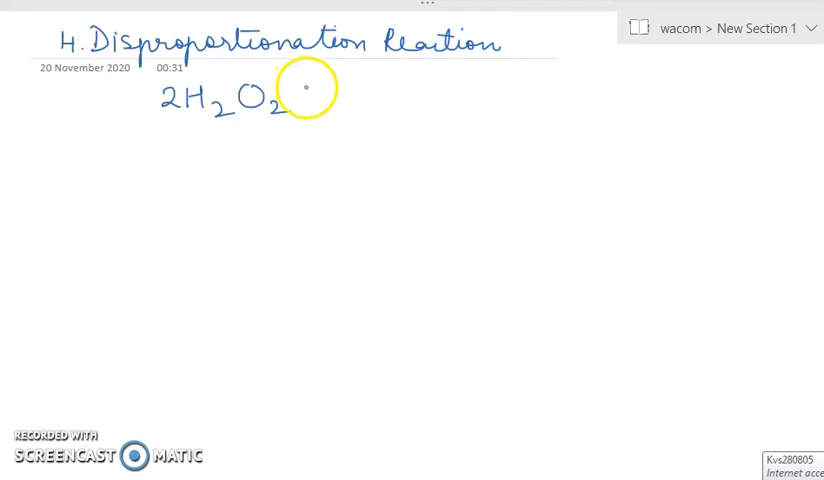 wacom > New Section 1
4. Disproportionation Reaction
20 November 2020 00:31
2H₂O₂
RECORDED WITH
SCREENCAST MATIC
Kvs280805
Internet acce